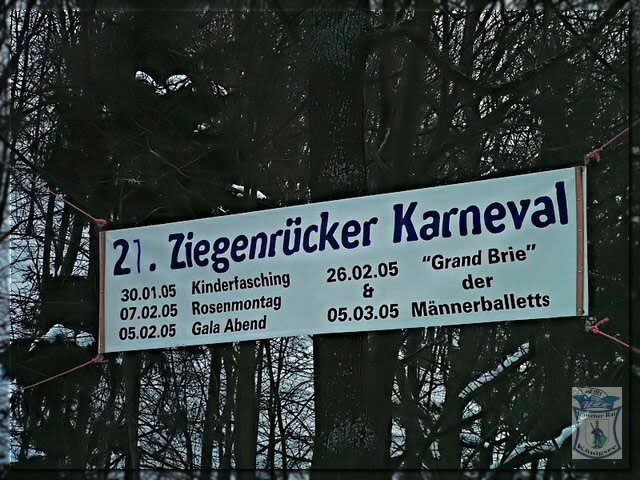 21. Ziegenrücker Karneval
30.01.05 Kinderfasching
07.02.05 Rosenmontag
05.02.05 Gala Abend
26.02.05 "Grand Brie"
& der
05.03.05 Männerballetts
Königsee